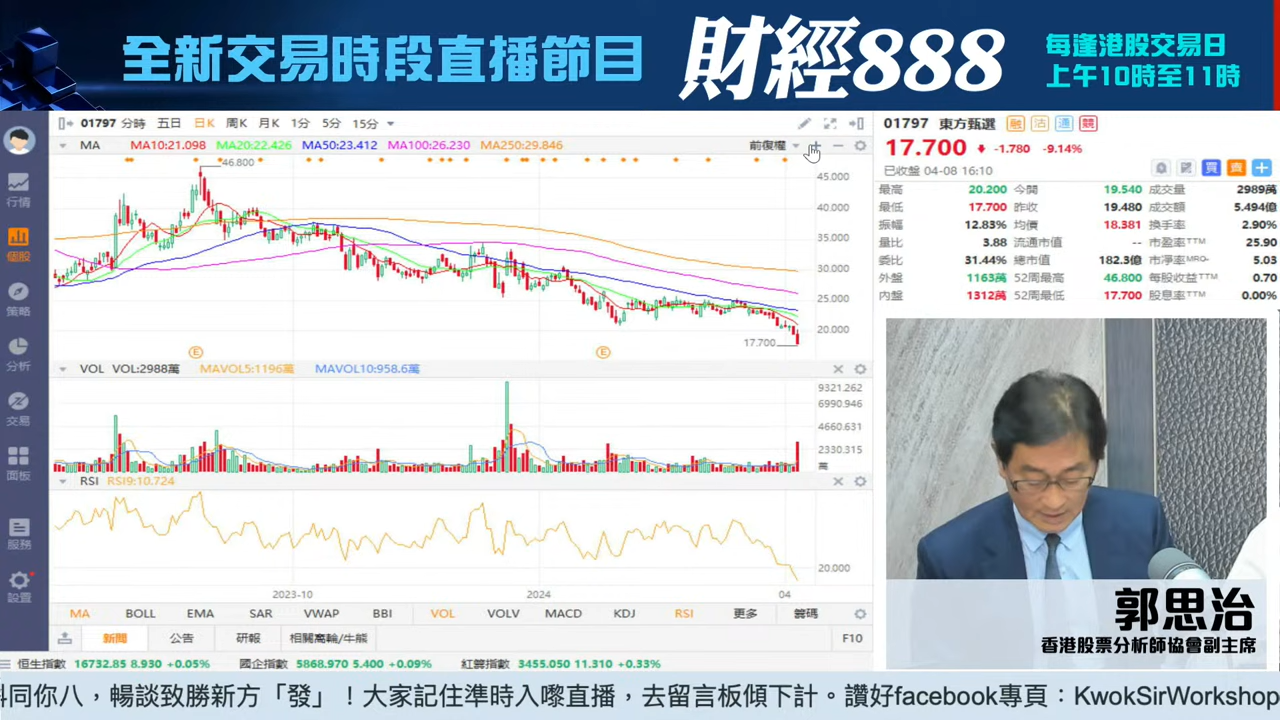 全新交易時段直播節目
財經888
每逢港股交易日
上午10時至11時
01797 分時 五日 日K 周K 月K 1分 5分 15分
MA MA10:21.098 MA20:22.426 MA50:23.412 MA100:26.230 MA250:29.846 前復權
46.800
45.000
40.000
35.000
30.000
25.000
20.000
17.700
E E
VOL VOL:2988萬 MAVOL5:1196萬 MAVOL10:958.6萬
9321.262
6990.946
4660.631
2330.315
萬
RSI RSI9:10.724
20.000
2023-10 2024 04
MA BOLL EMA SAR VWAP BBI VOL VOLV MACD KDJ RSI 更多 籌碼
新聞 公告 研報 相關窩輪/牛熊 F10
行情
個股
策略
分析
交易
面板
服務
設置
01797 東方甄選 融 沽 通 競
17.700 -1.780 -9.14%
已收盤 04-08 16:10
買 賣
最高 20.200 今開 19.540 成交量 2989萬
最低 17.700 昨收 19.480 成交額 5.494億
振幅 12.83% 均價 18.381 換手率 2.90%
量比 3.88 流通市值 -- 市盈率TTM 25.90
委比 31.44% 總市值 182.3億 市淨率MRQ 5.03
外盤 1163萬 52周最高 46.800 每股收益TTM 0.70
內盤 1312萬 52周最低 17.700 股息率TTM 0.00%
郭思治
香港股票分析師協會副主席
恒生指數 16732.85 8.930 +0.05% 國企指數 5868.970 5.400 +0.09% 紅籌指數 3455.050 11.310 +0.33%
同你八，暢談致勝新方「發」！大家記住準時入嚟直播，去留言板傾下計。讚好facebook專頁：KwokSirWorkshop